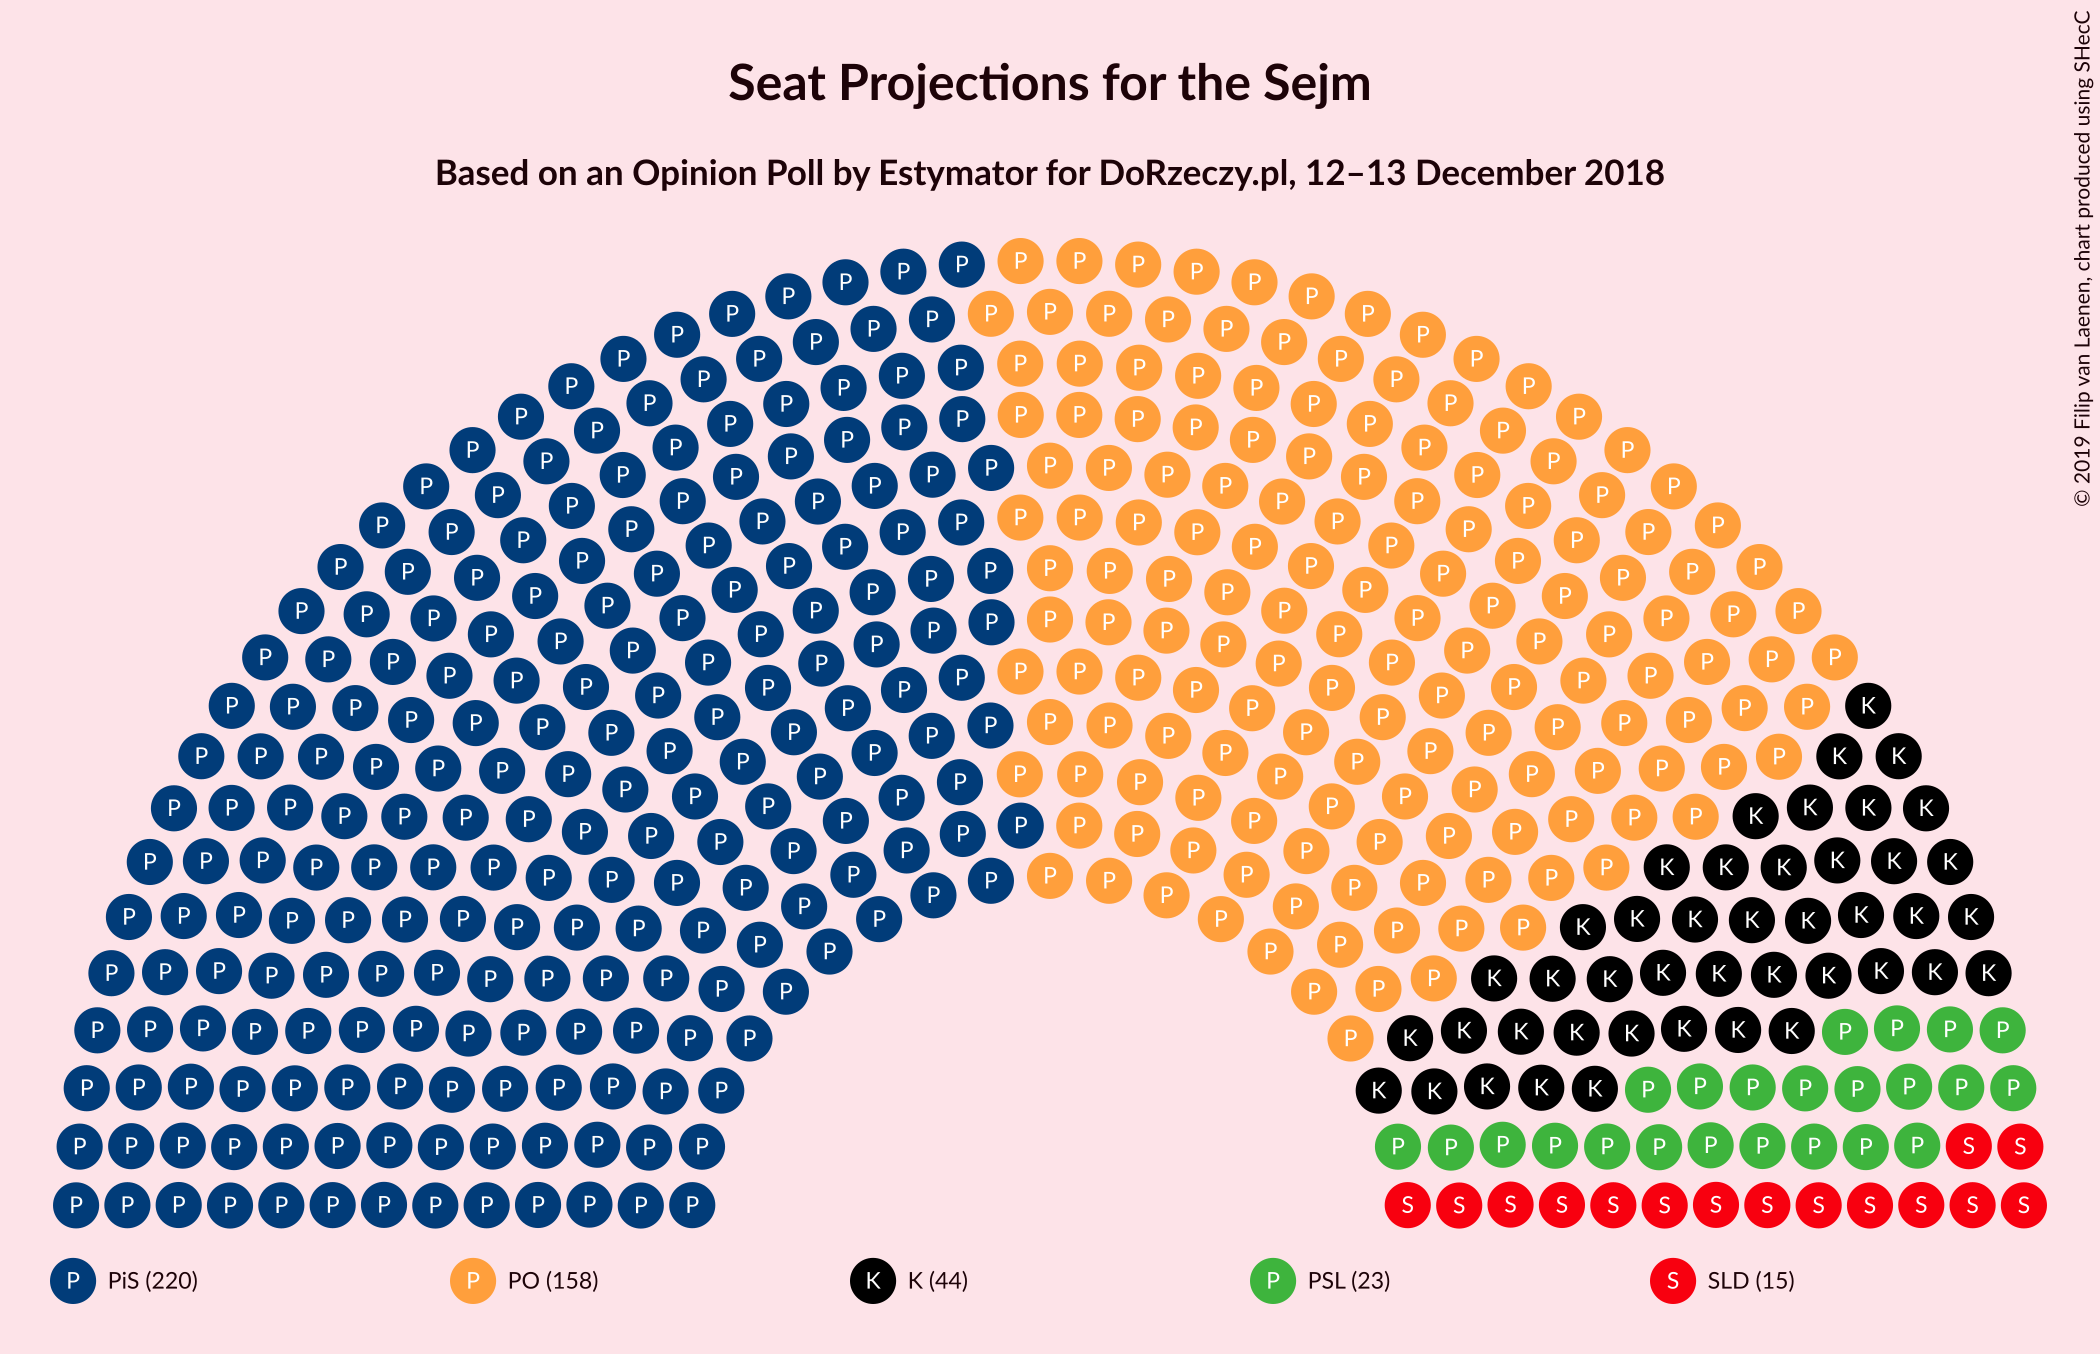 Seat Projections for the Sejm
Based on an Opinion Poll by Estymator for DoRzeczy.pl, 12–13 December 2018
© 2019 Filip van Laenen, chart produced using SHecC
P PiS (220)
P PO (158)
K K (44)
P PSL (23)
S SLD (15)